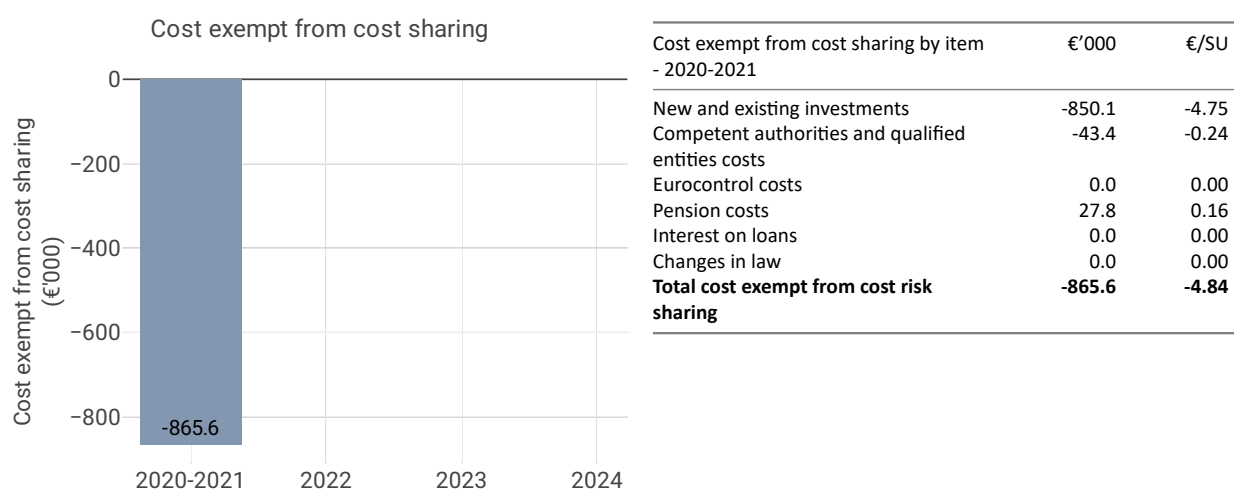 Cost exempt from cost sharing
Cost exempt from cost sharing
(€'000)
0
−200
−400
−600
−800
-865.6
2020-2021 2022 2023 2024
Cost exempt from cost sharing by item €’000 €/SU
- 2020-2021
New and existing investments -850.1 -4.75
Competent authorities and qualified -43.4 -0.24
entities costs
Eurocontrol costs 0.0 0.00
Pension costs 27.8 0.16
Interest on loans 0.0 0.00
Changes in law 0.0 0.00
Total cost exempt from cost risk -865.6 -4.84
sharing